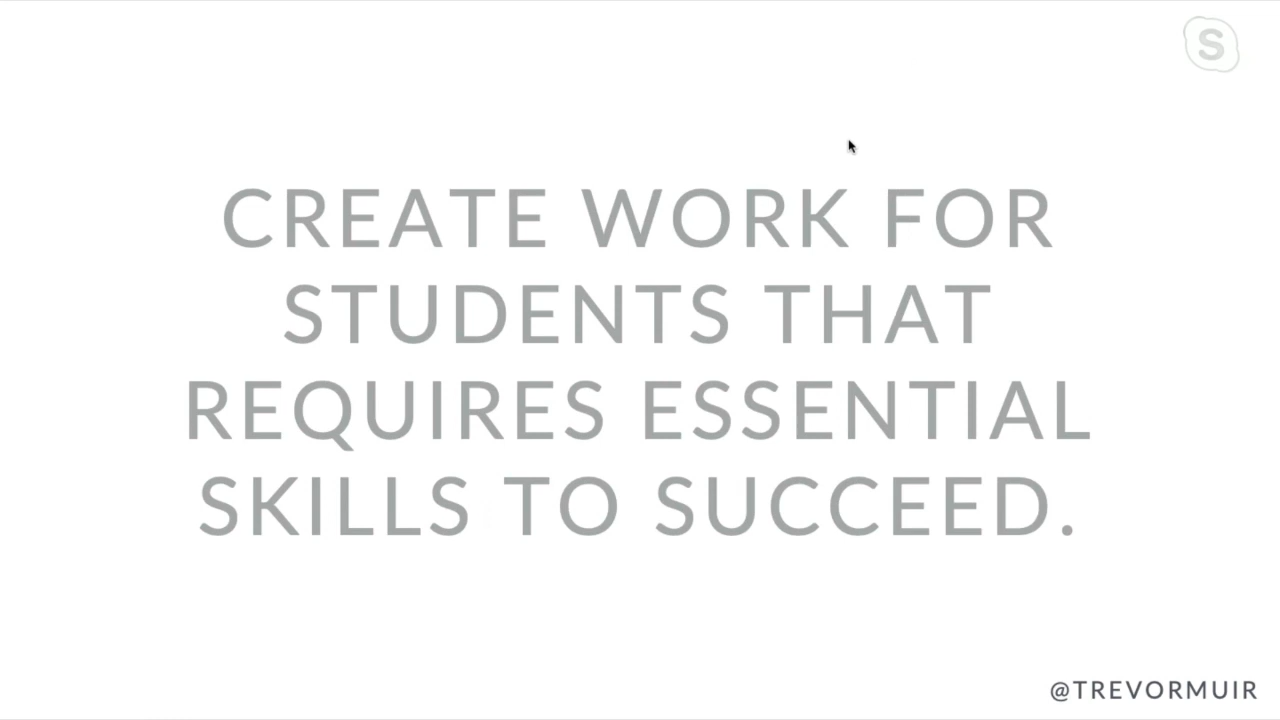 S
CREATE WORK FOR
STUDENTS THAT
REQUIRES ESSENTIAL
SKILLS TO SUCCEED.
@TREVORMUIR